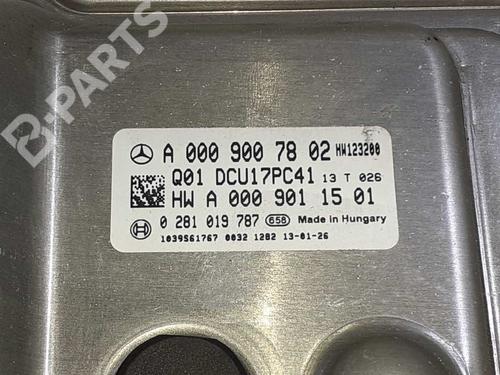 B-PARTS
A 000 900 78 02 HW123200
Q01 DCU17PC41 13 T 026
HW A 000 901 15 01
0 281 019 787 658 Made in Hungary
1039S61767 0032 1282 13-01-26